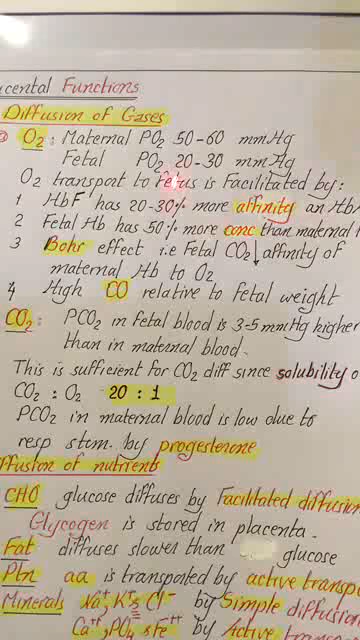 acental Functions
Diffusion of Gases
O2 : Maternal PO2 50-60 mmHg
Fetal PO2 20-30 mmHg
O2 transport to Fetus is Facilitated by:
1 HbF has 20-30% more affinity an HbA
2 Fetal Hb has 50% more conc than maternal H
3 Bohr effect i.e Fetal CO2 ↓ affinity of
maternal Hb to O2
4 High CO relative to Fetal weight
CO2: PCO2 in fetal blood is 3-5 mmHg higher
than in maternal blood.
This is sufficient for CO2 diff since solubility o
CO2 : O2 20 : 1
PCO2 in maternal blood is low due to
resp stem. by progesterone
ffusion of nutrients
CHO glucose diffuses by Facilitated diffusion
Glycogen is stored in placenta.
Fat diffuses slower than glucose
Ptn aa is transported by active transpo
Minerals Na+, K+ & Cl- by Simple diffusion
Ca++, PO4 & Fe++ by Active trans